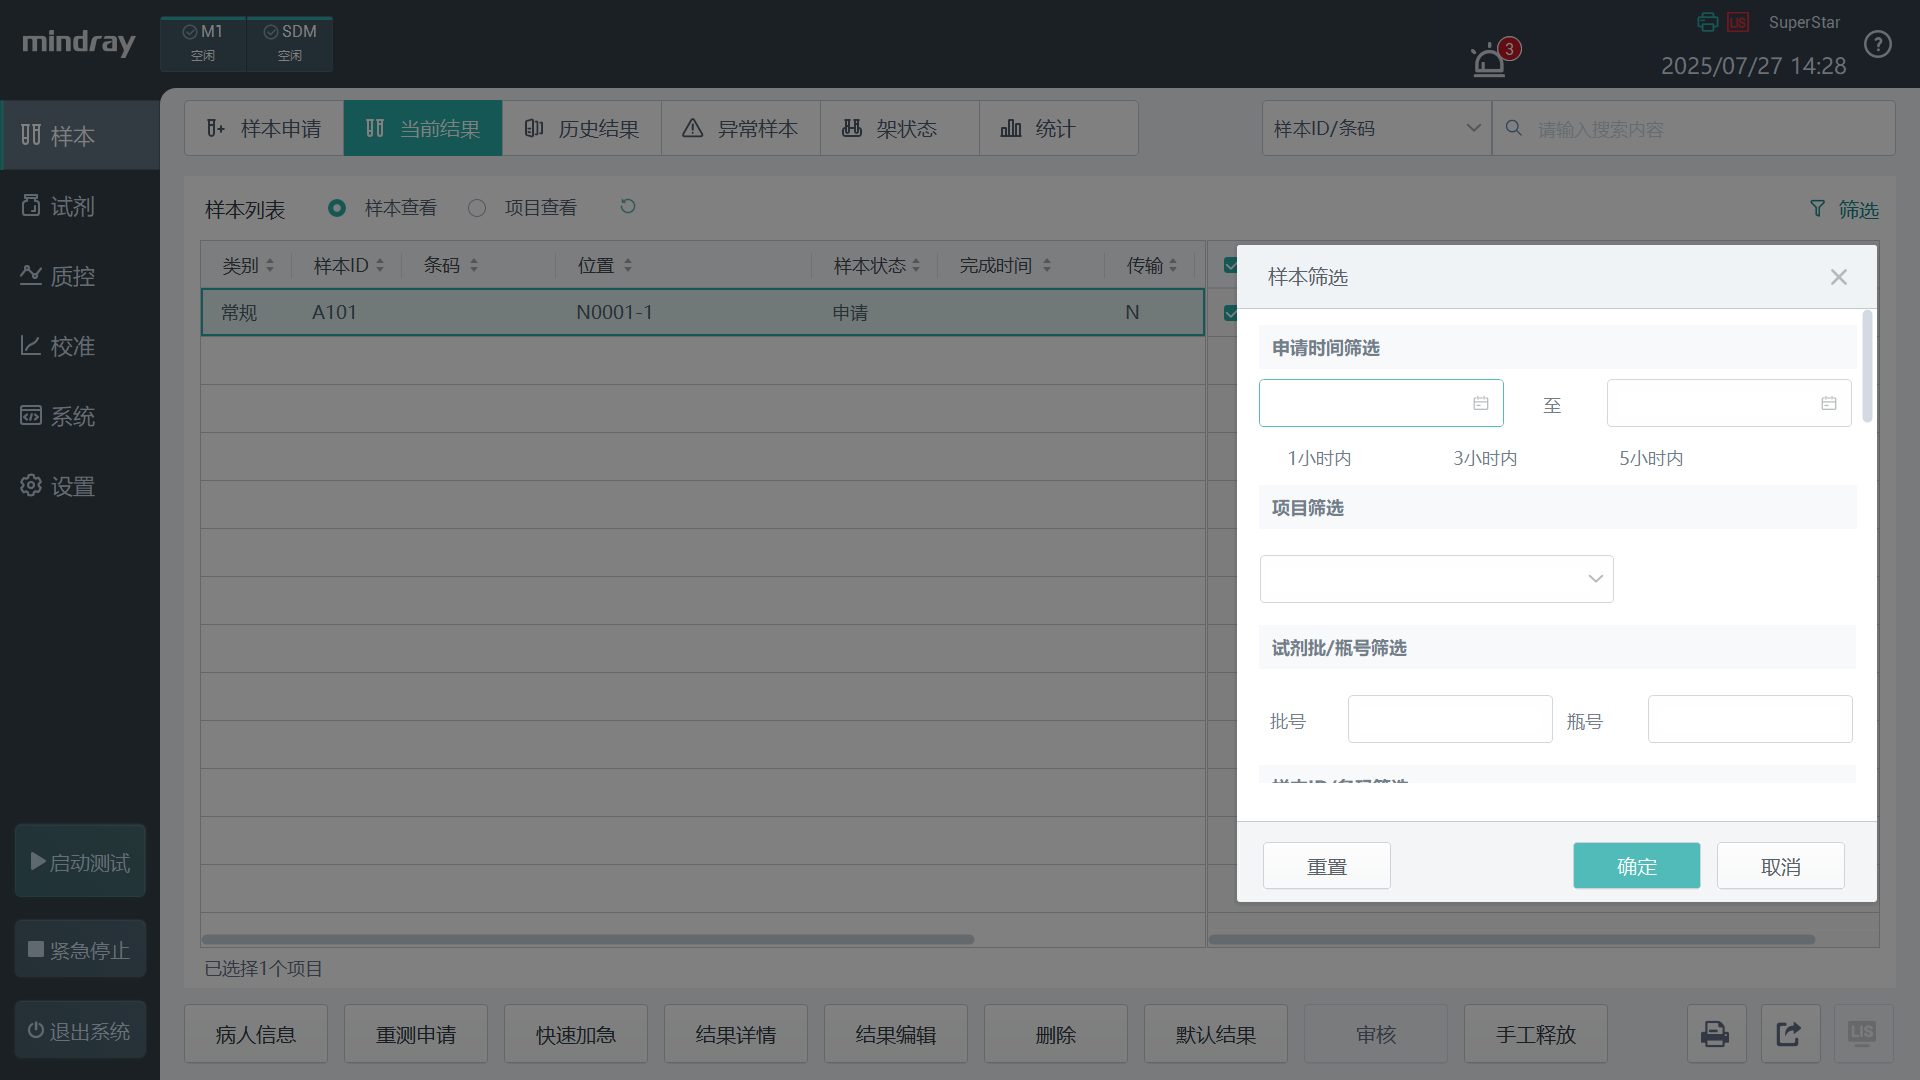 mindray
M1
空闲
SDM
空闲
3
LIS
SuperStar
2025/07/27 14:28
?
样本
试剂
质控
校准
系统
设置
启动测试
紧急停止
退出系统
样本申请
当前结果
历史结果
异常样本
架状态
统计
样本ID/条码
请输入搜索内容
样本列表
样本查看
项目查看
筛选
类别 样本ID 条码 位置 样本状态 完成时间 传输
常规 A101 N0001-1 申请 N
样本筛选
申请时间筛选
至
1小时内 3小时内 5小时内
项目筛选
试剂批/瓶号筛选
批号 瓶号
样本ID/条码筛选
重置 确定 取消
已选择1个项目
病人信息
重测申请
快速加急
结果详情
结果编辑
删除
默认结果
审核
手工释放
LIS